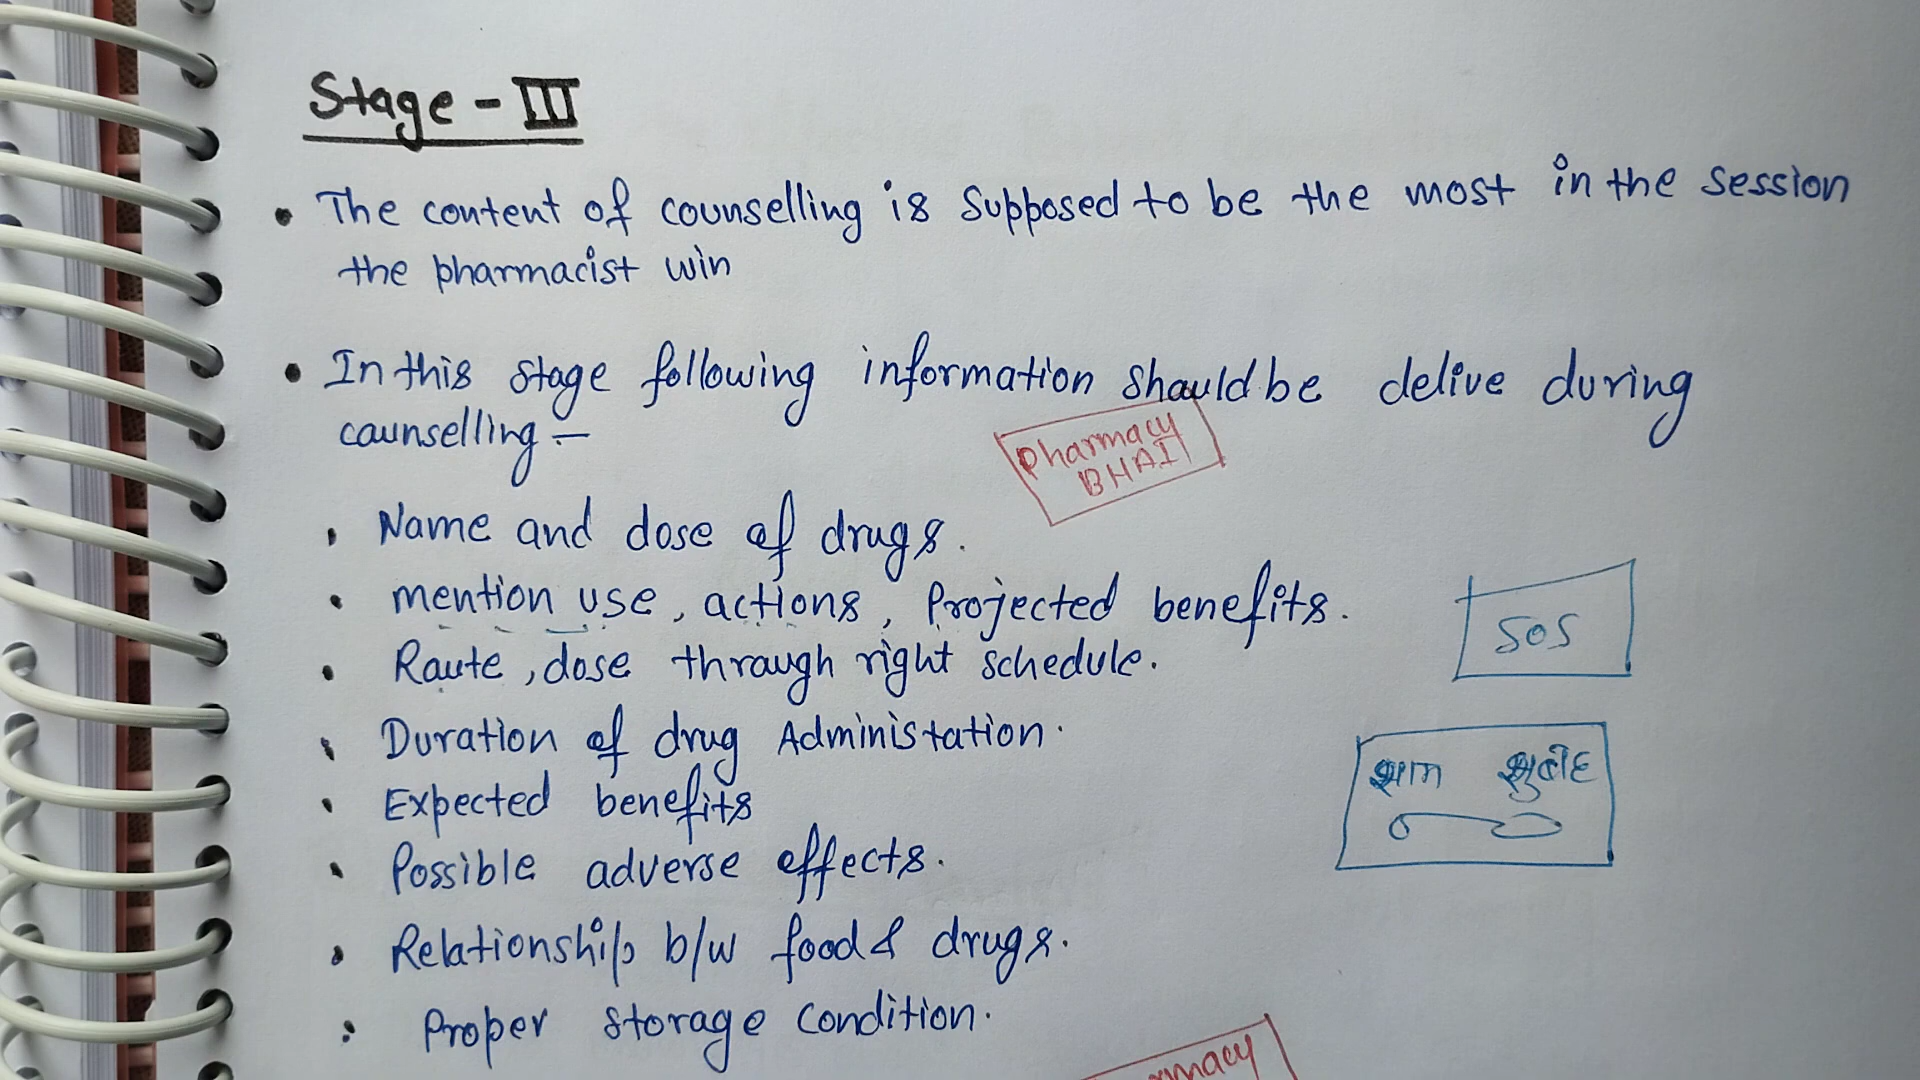 Stage - III
• The content of counselling is supposed to be the most in the session
the pharmacist win
• In this stage following information should be delive during
counselling -
Pharmacy
BHAI
• Name and dose of drugs.
• mention use, actions, Projected benefits.
• Raute, dose through right schedule.
SOS
• Duration of drug Administation.
शाम सुबह
• Expected benefits
• Possible adverse effects.
• Relationship b/w food & drugs.
• Proper storage condition.